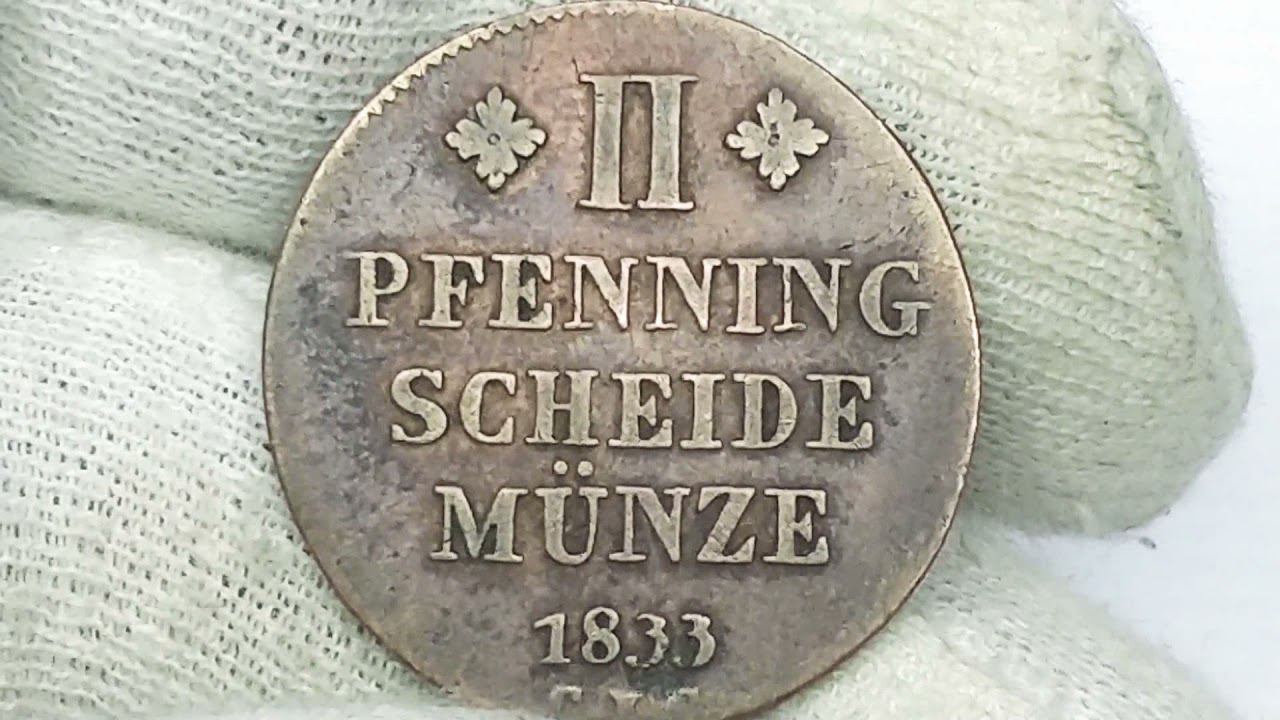 II
PFENNING
SCHEIDE
MÜNZE
1833